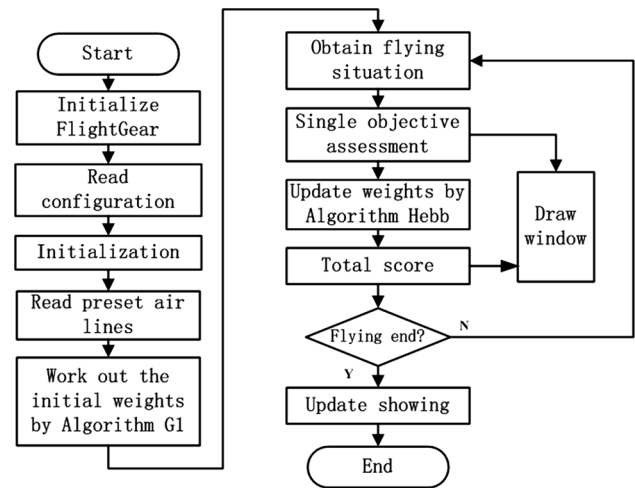 Start
Initialize
FlightGear
Read
configuration
Initialization
Read preset air
lines
Work out the
initial weights
by Algorithm G1
Obtain flying
situation
Single objective
assessment
Update weights by
Algorithm Hebb
Total score
Draw
window
Flying end?
N
Y
Update showing
End